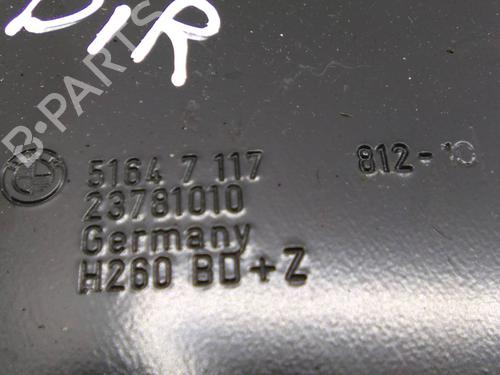 DIR
B-PARTS
5164 7 117
812-10
23781010
Germany
H260 BD+Z